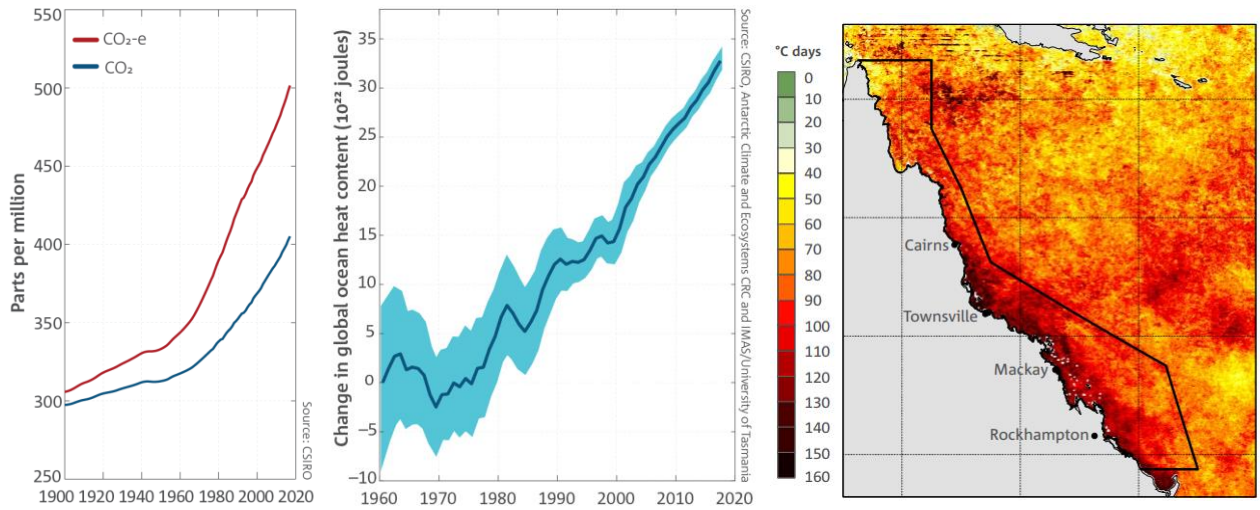 Parts per million
550
500
450
400
350
300
250
CO₂-e
CO₂
1900 1920 1940 1960 1980 2000 2020
Source: CSIRO
Change in global ocean heat content (10²² joules)
35
30
25
20
15
10
5
0
−5
−10
1960 1970 1980 1990 2000 2010 2020
Source: CSIRO, Antarctic Climate and Ecosystems CRC and IMAS/University of Tasmania
°C days
0
10
20
30
40
50
60
70
80
90
100
110
120
130
140
150
160
Cairns
Townsville
Mackay
Rockhampton